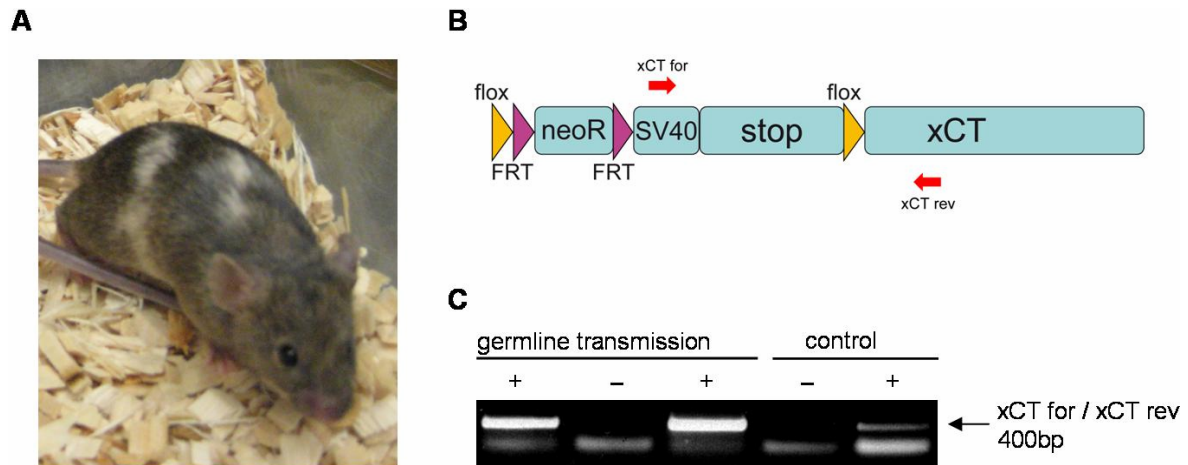 A
B
xCT for
flox
flox
neoR
SV40
stop
xCT
FRT
FRT
xCT rev
C
germline transmission
control
+ – + – +
xCT for / xCT rev
400bp